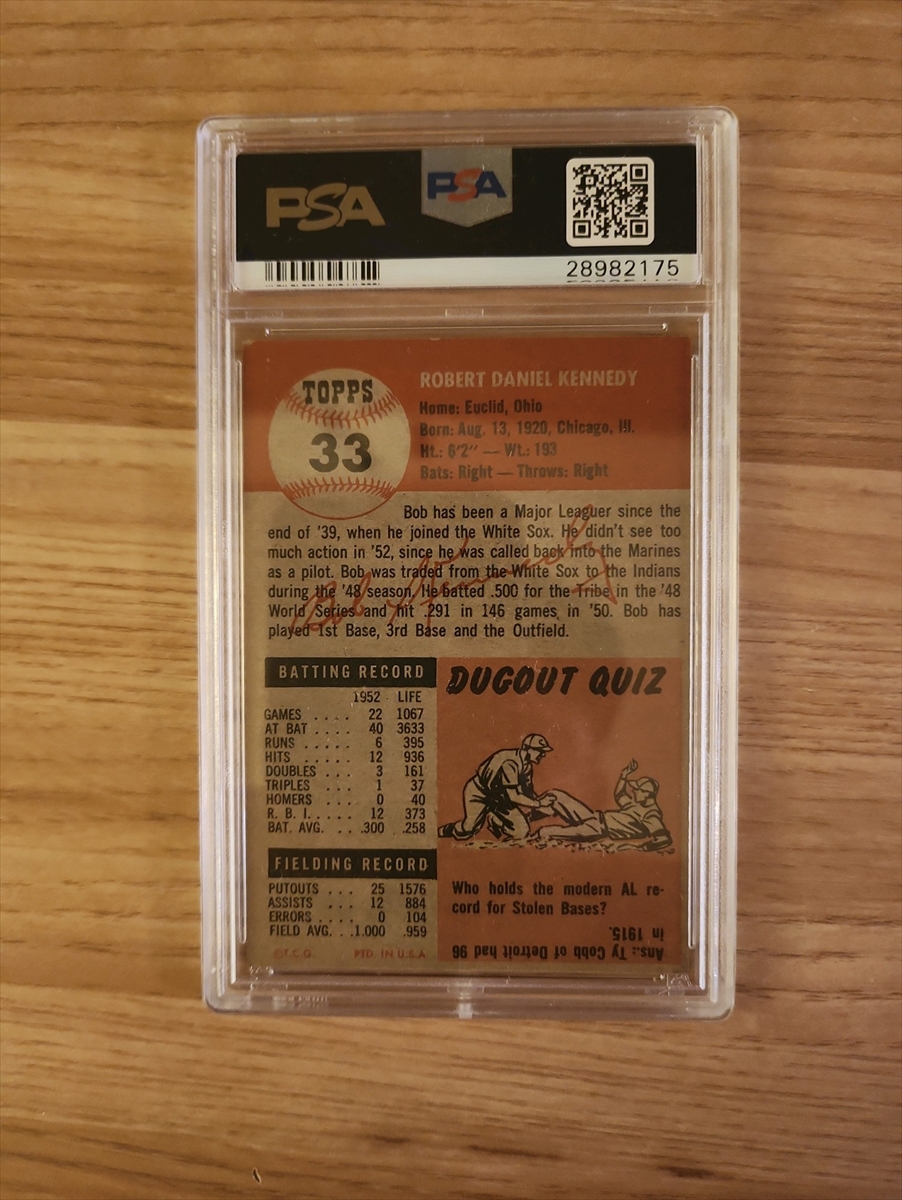 PSA
PSA
28982175
TOPPS
33
ROBERT DANIEL KENNEDY
Home: Euclid, Ohio
Born: Aug. 13, 1920, Chicago, Ill.
Ht.: 6'2" — Wt.: 193
Bats: Right — Throws: Right
Bob has been a Major Leaguer since the
end of '39, when he joined the White Sox. He didn't see too
much action in '52, since he was called back into the Marines
as a pilot. Bob was traded from the White Sox to the Indians
during the '48 season. He batted .500 for the Tribe in the '48
World Series and hit .291 in 146 games in '50. Bob has
played 1st Base, 3rd Base and the Outfield.
Bob Kennedy
BATTING RECORD
1952 LIFE
GAMES .... 22 1067
AT BAT .... 40 3633
RUNS ..... 6 395
HITS ..... 12 936
DOUBLES ... 3 161
TRIPLES ... 1 37
HOMERS ... 0 40
R. B. I. .... 12 373
BAT. AVG. ... .300 .258
FIELDING RECORD
PUTOUTS ... 25 1576
ASSISTS ... 12 884
ERRORS .... 0 104
FIELD AVG. .. 1.000 .959
©T.C.G. PTD. IN U.S.A
DUGOUT QUIZ
Who holds the modern AL re-
cord for Stolen Bases?
Ans.: Ty Cobb of Detroit had 96
in 1915.